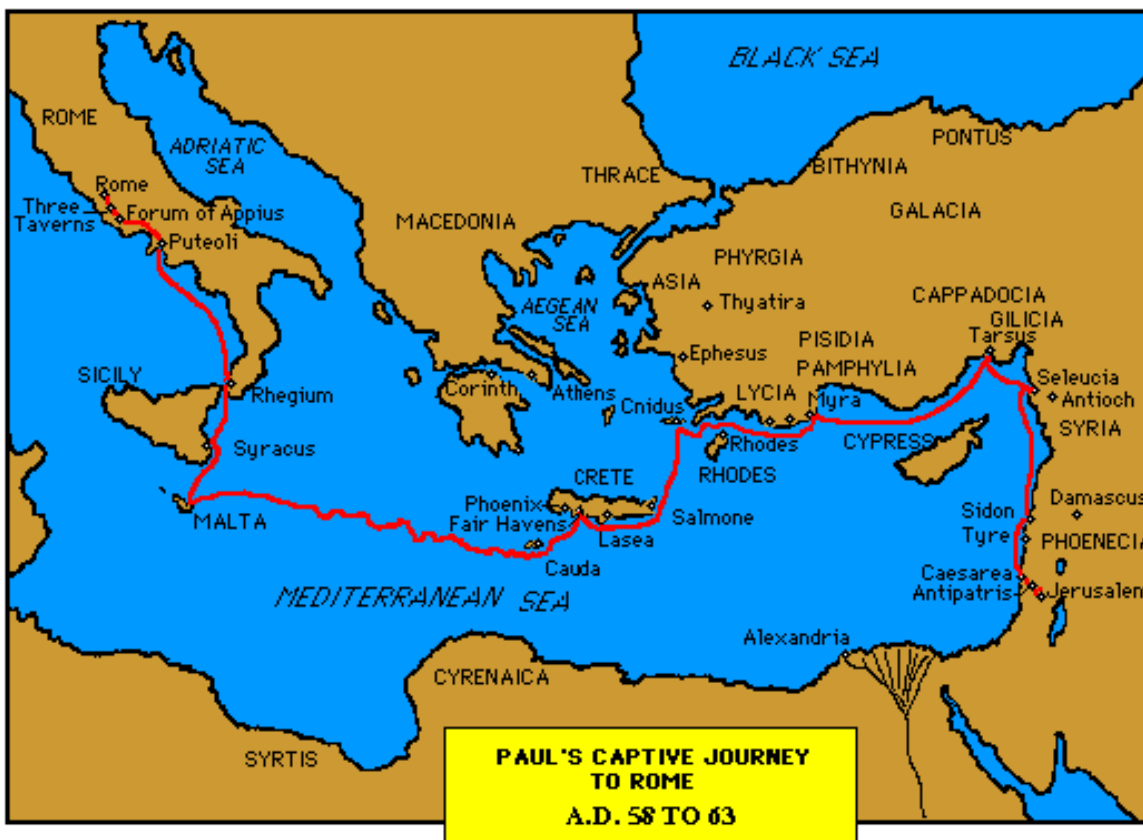 BLACK SEA
ROME
ADRIATIC
SEA
PONTUS
BITHYNIA
THRACE
Rome
Three
Taverns
Forum of Appius
MACEDONIA
GALACIA
Puteoli
PHYRGIA
ASIA
Thyatira
AEGEAN
SEA
CAPPADOCIA
GILICIA
Tarsus
PISIDIA
Ephesus
PAMPHYLIA
SICILY
Rhegium
Corinth
Athens
Cnidus
LYCIA
Myra
Seleucia
Antioch
SYRIA
Syracus
Rhodes
CYPRESS
RHODES
CRETE
Phoenix
Fair Havens
Salmone
MALTA
Lasea
Damascus
Sidon
Tyre
PHOENECIA
Cauda
Caesarea
Antipatris
Jerusalem
MEDITERRANEAN SEA
Alexandria
CYRENAICA
SYRTIS
PAUL'S CAPTIVE JOURNEY
TO ROME
A.D. 58 TO 63